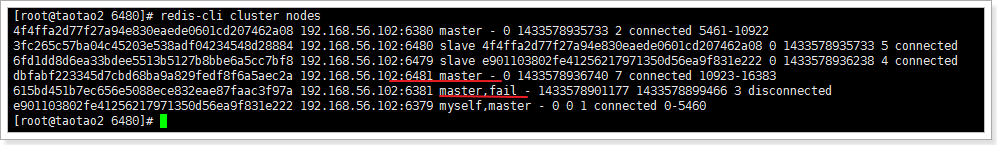 [root@taotao2 6480]# redis-cli cluster nodes
4f4ffa2d77f27a94e830eaede0601cd207462a08 192.168.56.102:6380 master - 0 1433578935733 2 connected 5461-10922
3fc265c57ba04c45203e538adf04234548d28884 192.168.56.102:6480 slave 4f4ffa2d77f27a94e830eaede0601cd207462a08 0 1433578935733 5 connected
6fd1dd8d6ea33bdee5513b5127b8bbe6a5cc7bf8 192.168.56.102:6479 slave e901103802fe41256217971350d56ea9f831e222 0 1433578936238 4 connected
dbfabf223345d7cbd68ba9a829fedf8f6a5aec2a 192.168.56.102:6481 master - 0 1433578936740 7 connected 10923-16383
615bd451b7ec656e5088ece832eae87faac3f97a 192.168.56.102:6381 master,fail - 1433578901177 1433578899466 3 disconnected
e901103802fe41256217971350d56ea9f831e222 192.168.56.102:6379 myself,master - 0 0 1 connected 0-5460
[root@taotao2 6480]#